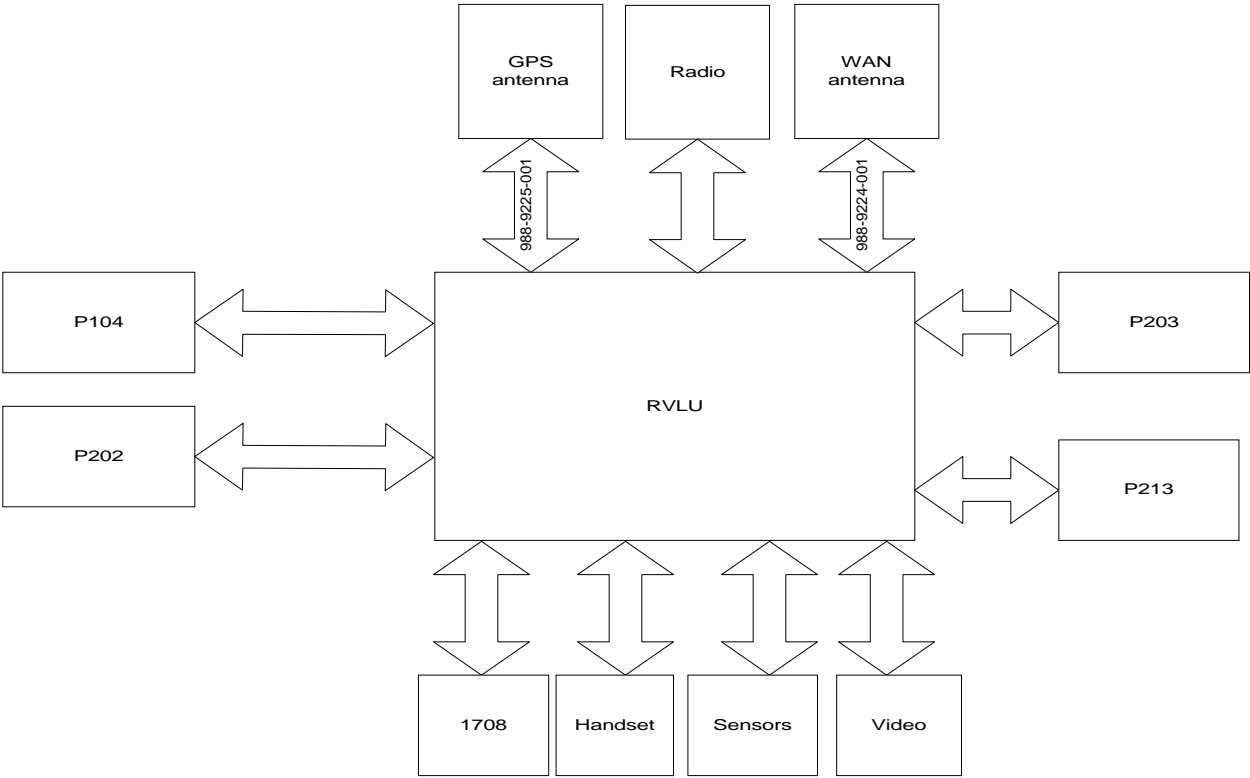 GPS
antenna
Radio
WAN
antenna
988-9225-001
988-9224-001
P104
P203
RVLU
P202
P213
1708
Handset
Sensors
Video